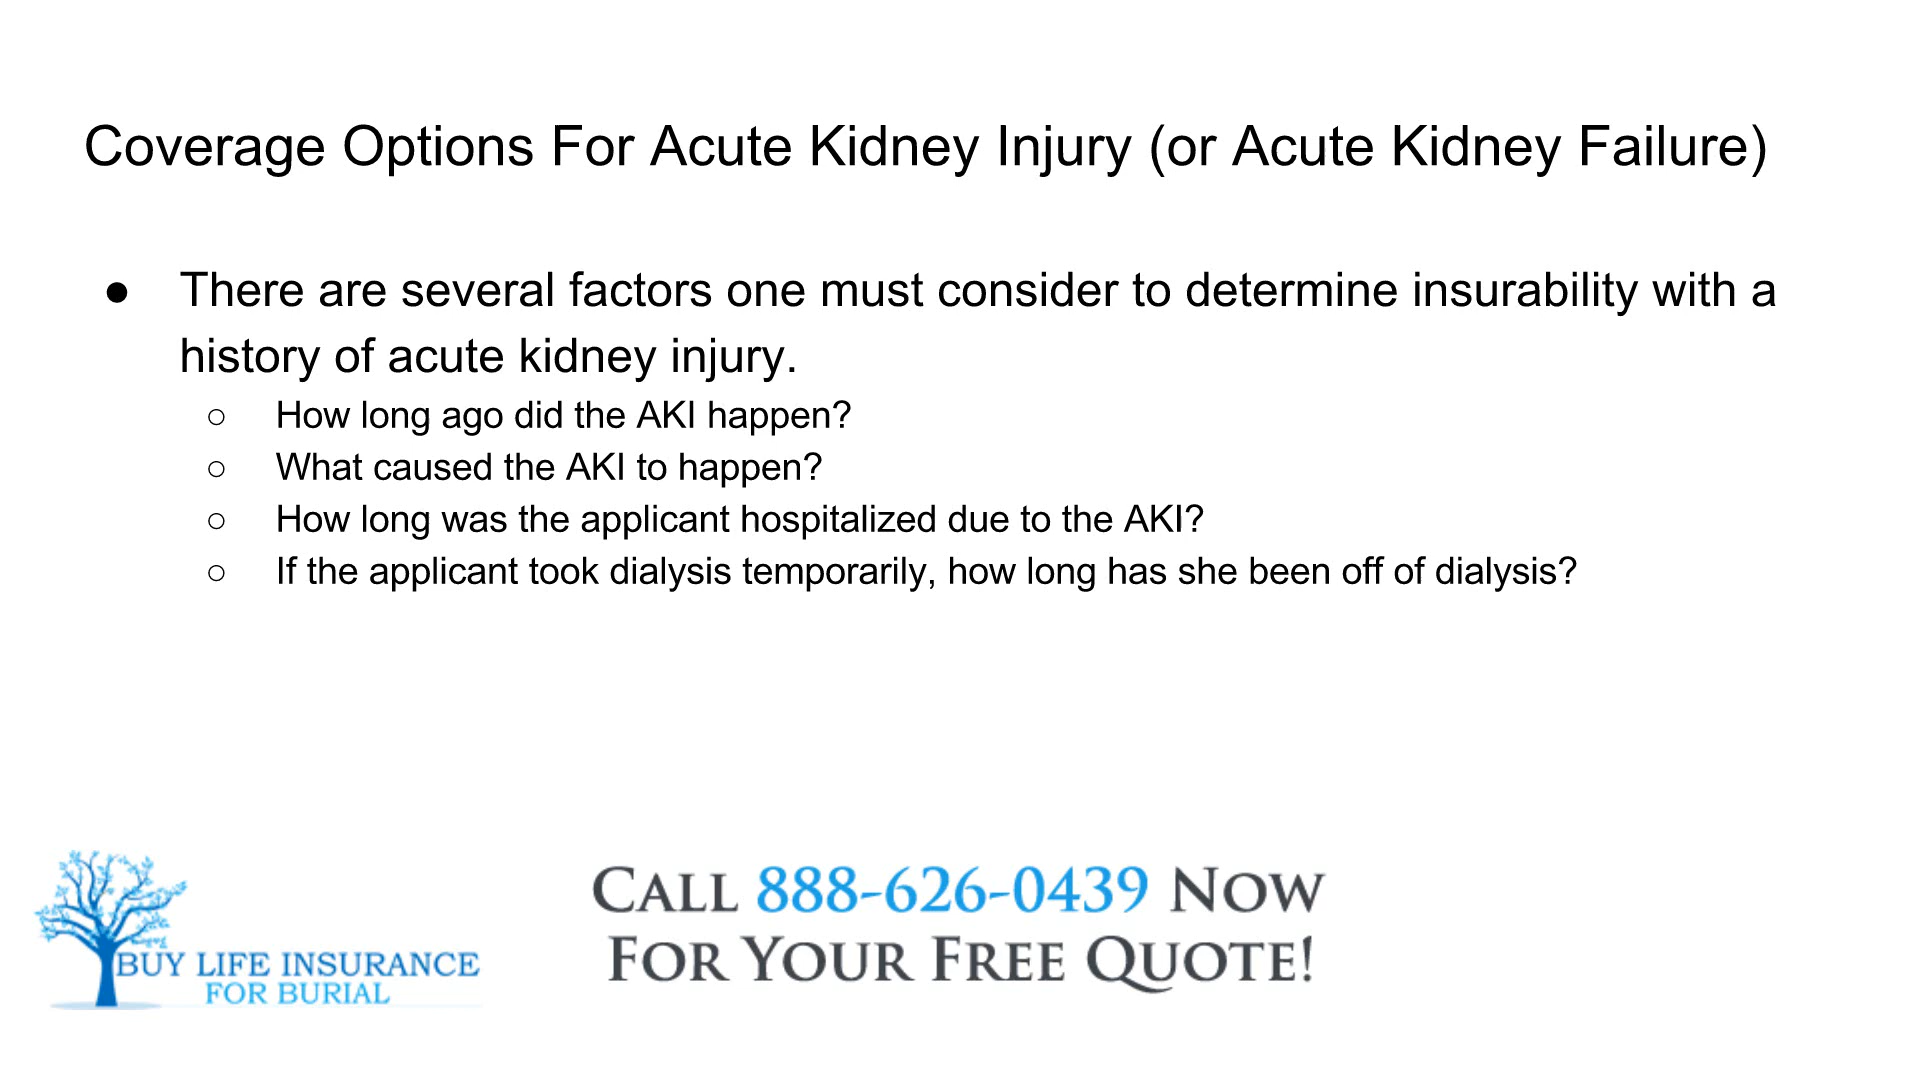 Coverage Options For Acute Kidney Injury (or Acute Kidney Failure)
● There are several factors one must consider to determine insurability with a
history of acute kidney injury.
○ How long ago did the AKI happen?
○ What caused the AKI to happen?
○ How long was the applicant hospitalized due to the AKI?
○ If the applicant took dialysis temporarily, how long has she been off of dialysis?
CALL 888-626-0439 NOW
FOR YOUR FREE QUOTE!
BUY LIFE INSURANCE
FOR BURIAL